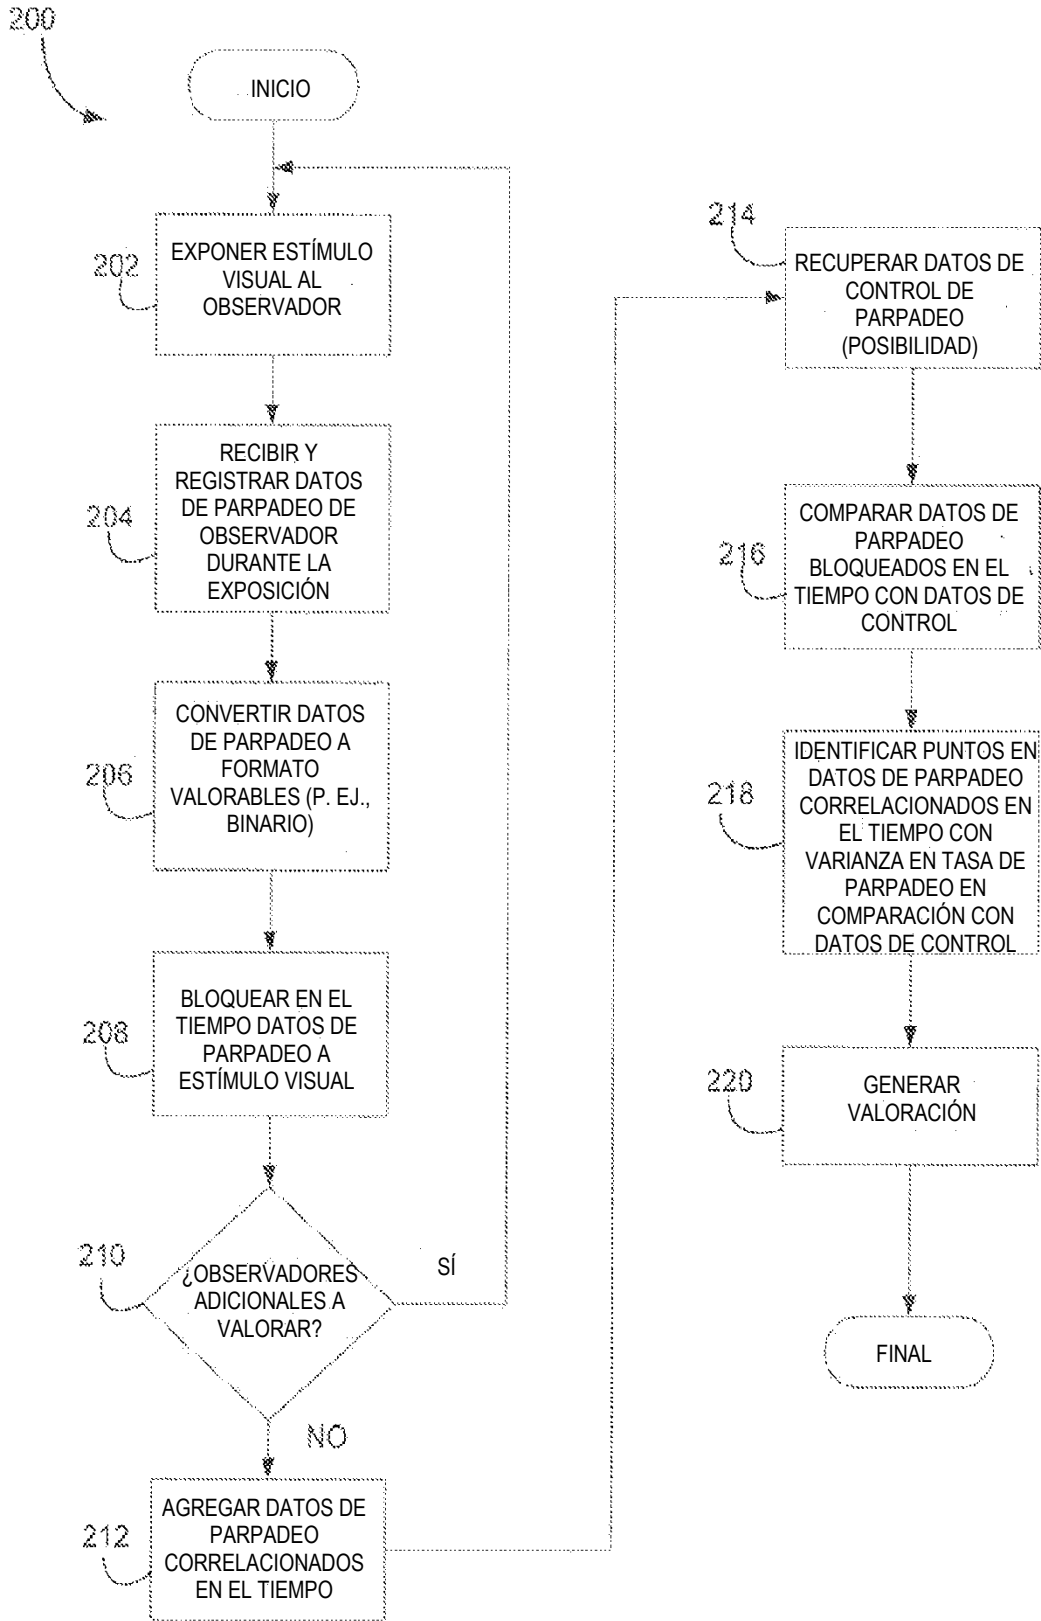 200
INICIO
202
EXPONER ESTÍMULO
VISUAL AL
OBSERVADOR
204
RECIBIR Y
REGISTRAR DATOS
DE PARPADEO DE
OBSERVADOR
DURANTE LA
EXPOSICIÓN
206
CONVERTIR DATOS
DE PARPADEO A
FORMATO
VALORABLES (P. EJ.,
BINARIO)
208
BLOQUEAR EN EL
TIEMPO DATOS DE
PARPADEO A
ESTÍMULO VISUAL
210
¿OBSERVADORES
ADICIONALES A
VALORAR?
SÍ
NO
212
AGREGAR DATOS DE
PARPADEO
CORRELACIONADOS
EN EL TIEMPO
214
RECUPERAR DATOS DE
CONTROL DE
PARPADEO
(POSIBILIDAD)
216
COMPARAR DATOS DE
PARPADEO
BLOQUEADOS EN EL
TIEMPO CON DATOS DE
CONTROL
218
IDENTIFICAR PUNTOS EN
DATOS DE PARPADEO
CORRELACIONADOS EN
EL TIEMPO CON
VARIANZA EN TASA DE
PARPADEO EN
COMPARACIÓN CON
DATOS DE CONTROL
220
GENERAR
VALORACIÓN
FINAL